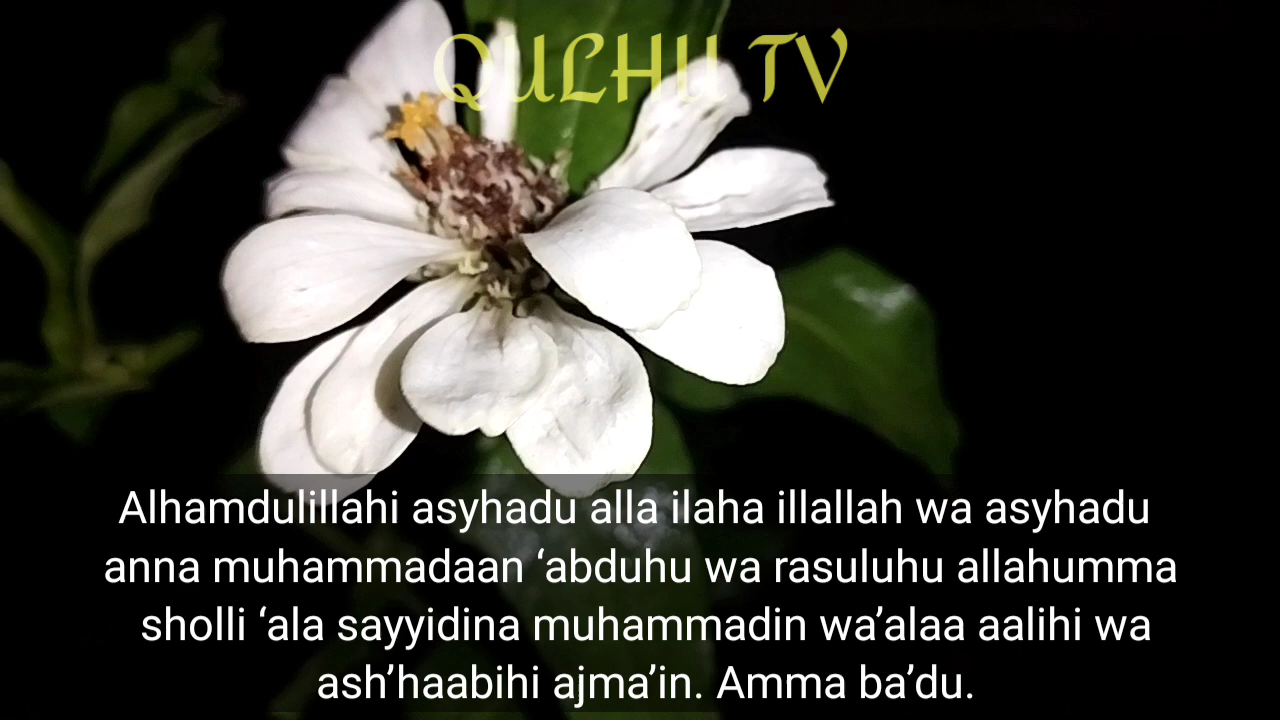 QULHU TV
Alhamdulillahi asyhadu alla ilaha illallah wa asyhadu
anna muhammadaan ‘abduhu wa rasuluhu allahumma
sholli ‘ala sayyidina muhammadin wa’alaa aalihi wa
ash’haabihi ajma’in. Amma ba’du.